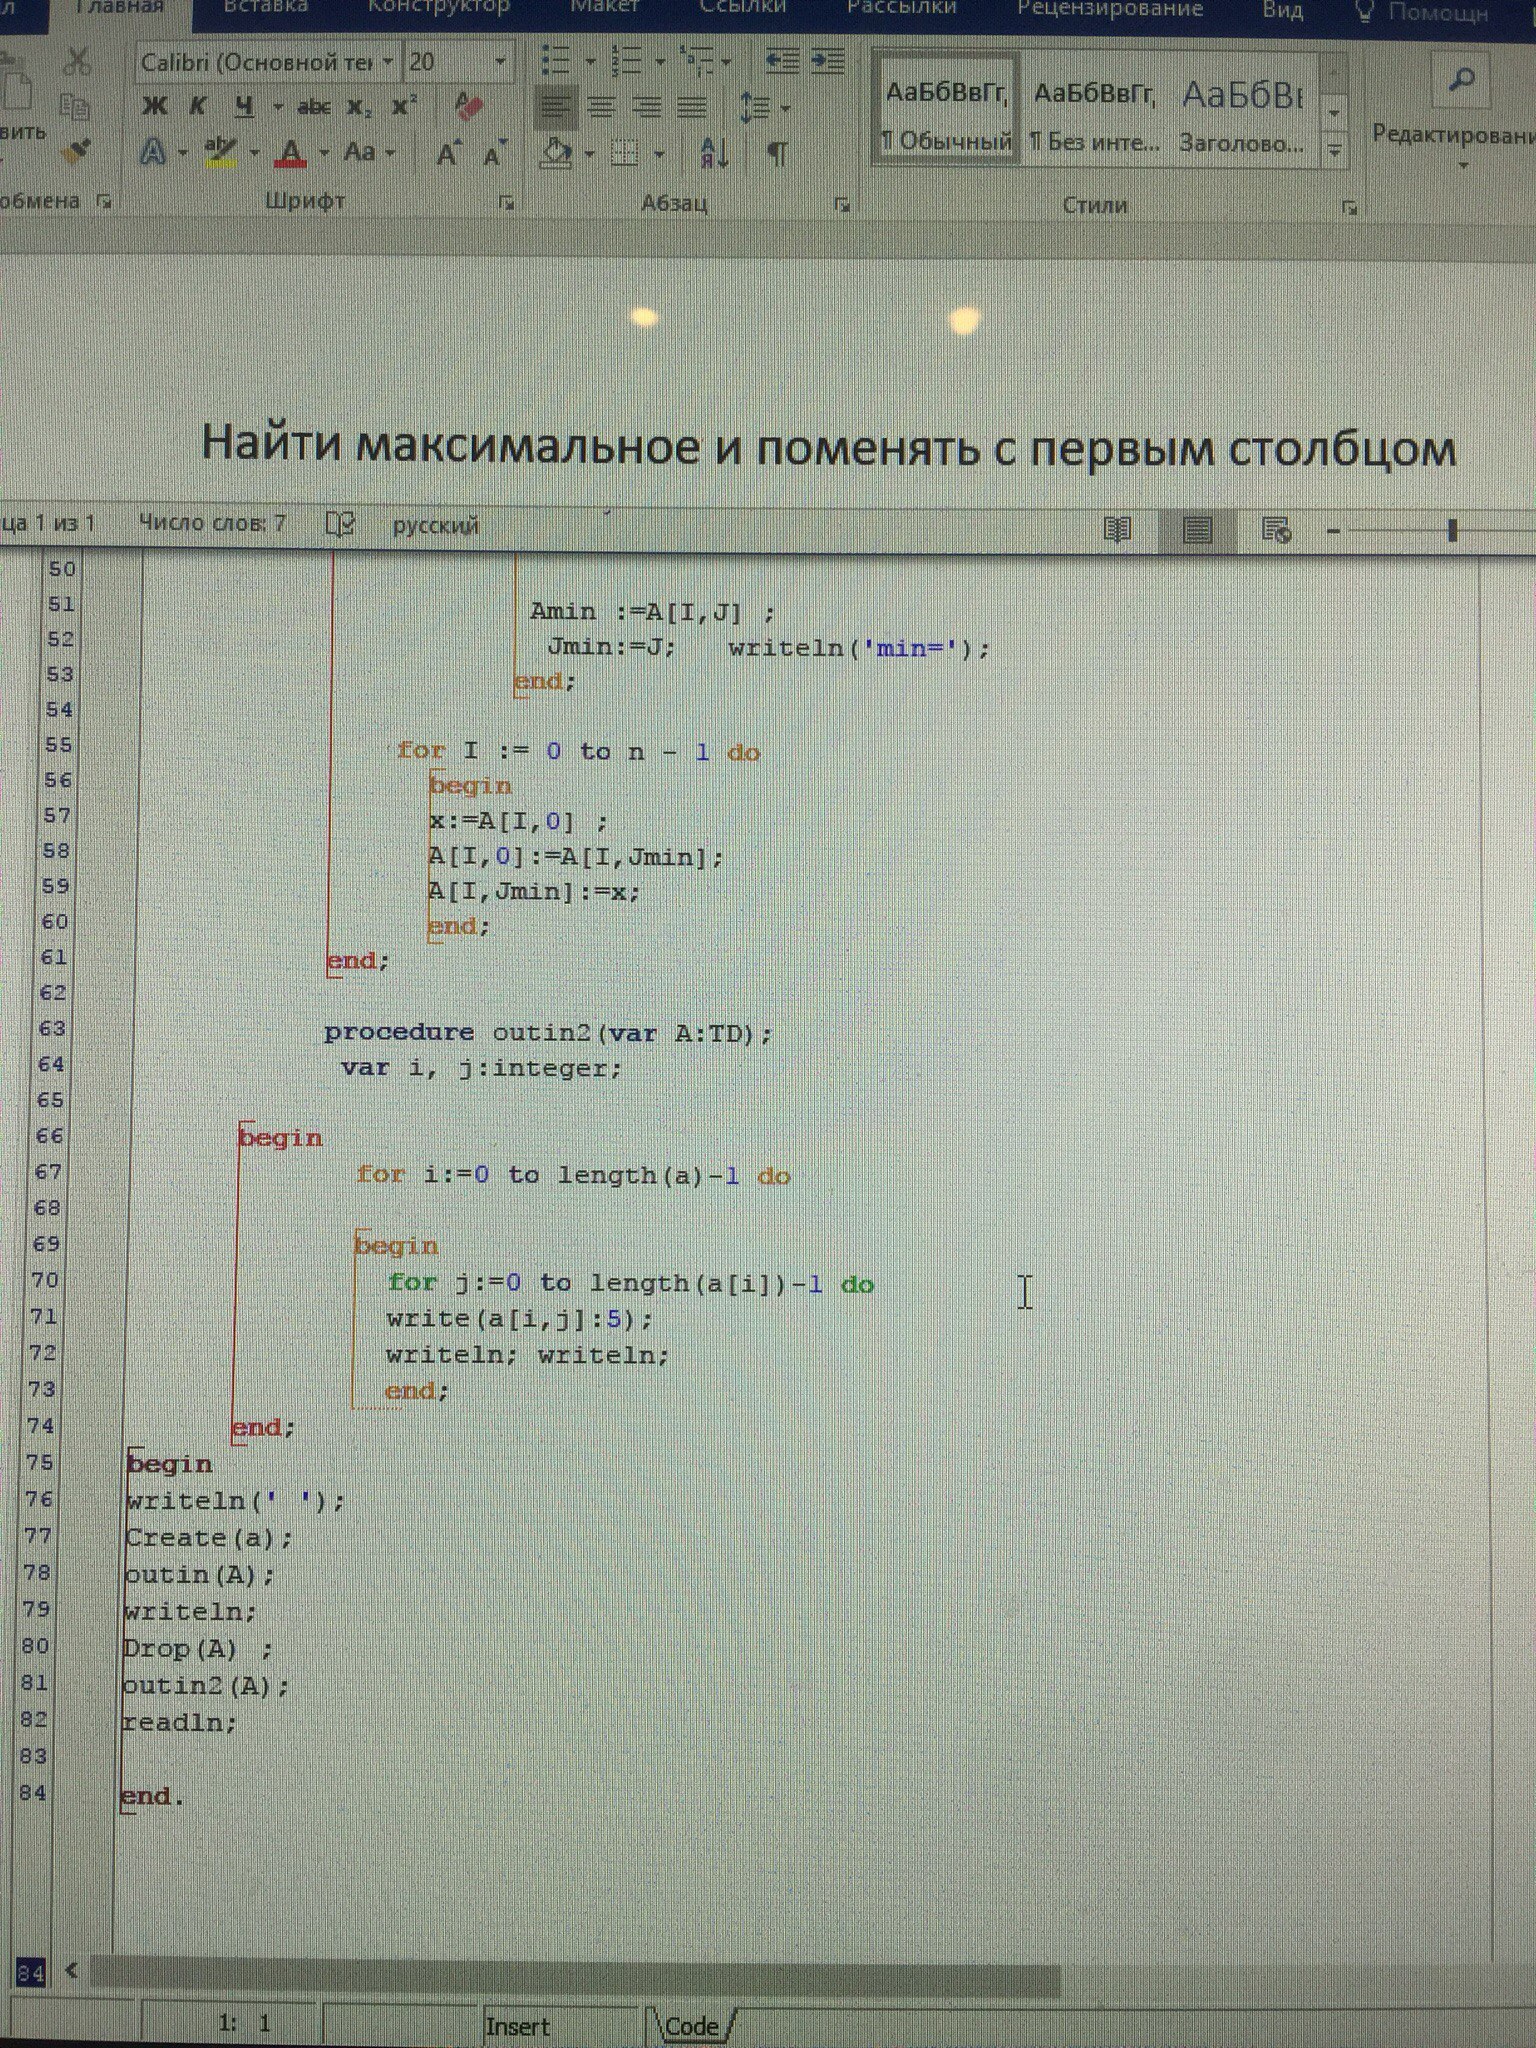 Главная Вставка Конструктор Макет Ссылки Рассылки Рецензирование Вид Помощн
Calibri (Основной тек 20
Ж К Ч abc x₂ x²
вить
А ab А Aa А А
АаБбВвГг, АаБбВвГг, АаБбВв
¶ Обычный ¶ Без инте... Заголово...
Редактировани
обмена Шрифт Абзац Стили
Найти максимальное и поменять с первым столбцом
ца 1 из 1 Число слов: 7 русский
50
51 Amin :=A[I,J] ;
52 Jmin:=J; writeln('min=');
53 end;
54
55 for I := 0 to n - 1 do
56 begin
57 x:=A[I,0] ;
58 A[I,0]:=A[I,Jmin];
59 A[I,Jmin]:=x;
60 end;
61 end;
62
63 procedure outin2(var A:TD);
64 var i, j:integer;
65
66 begin
67 for i:=0 to length(a)-1 do
68
69 begin
70 for j:=0 to length(a[i])-1 do
71 write(a[i,j]:5);
72 writeln; writeln;
73 end;
74 end;
75 begin
76 writeln(' ');
77 Create(a);
78 outin(A);
79 writeln;
80 Drop(A) ;
81 outin2(A);
82 readln;
83
84 end.
84
1: 1 Insert Code